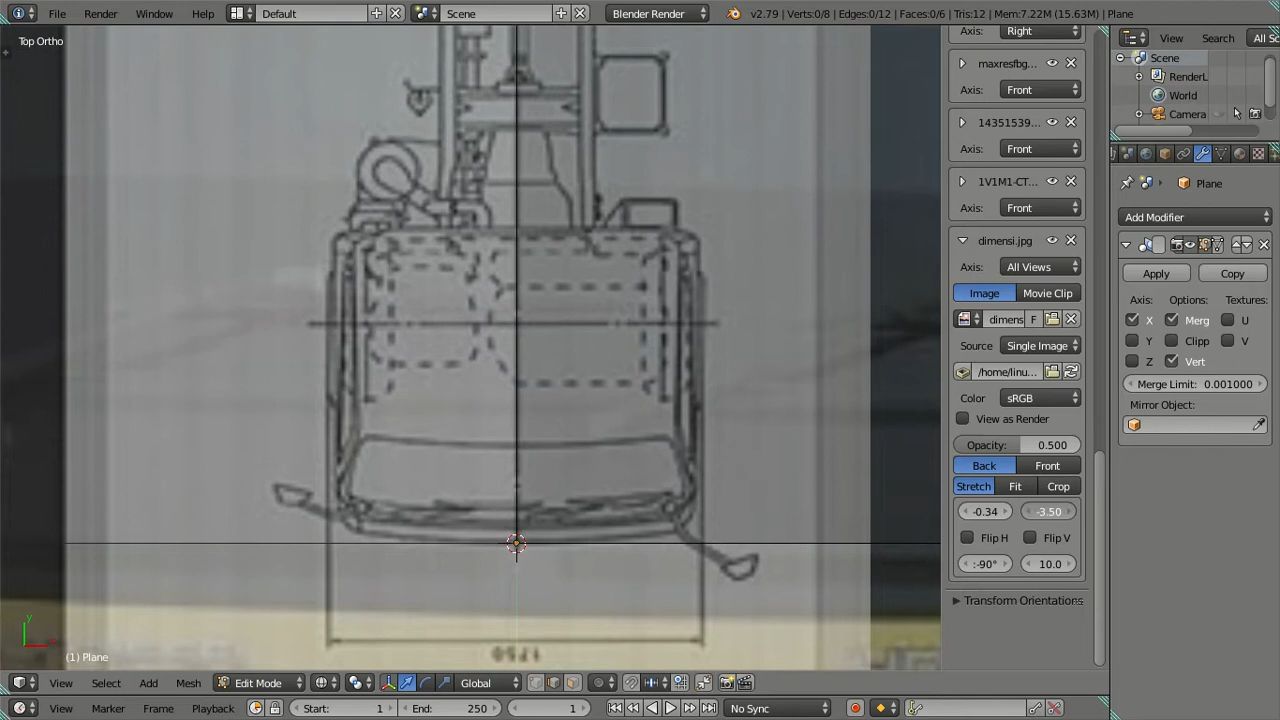 File Render Window Help Default Scene Blender Render v2.79 | Verts:0/8 | Edges:0/12 | Faces:0/6 | Tris:12 | Mem:7.22M (15.63M) | Plane
Top Ortho
View Search All Sc
Scene
RenderL
World
Camera
Axis: Right
maxresfbg...
Axis: Front
14351539...
Axis: Front
1V1M1-CT...
Axis: Front
dimensi.jpg
Axis: All Views
Image Movie Clip
dimens F
Source Single Image
/home/linu...
Color sRGB
View as Render
Opacity: 0.500
Back Front
Stretch Fit Crop
-0.34 -3.50
Flip H Flip V
:-90° 10.0
Transform Orientations
Plane
Add Modifier
Apply Copy
Axis: Options: Textures:
X Merg U
Y Clipp V
Z Vert
Merge Limit: 0.001000
Mirror Object:
1750
y
(1) Plane
View Select Add Mesh Edit Mode Global
View Marker Frame Playback Start: 1 End: 250 1 No Sync